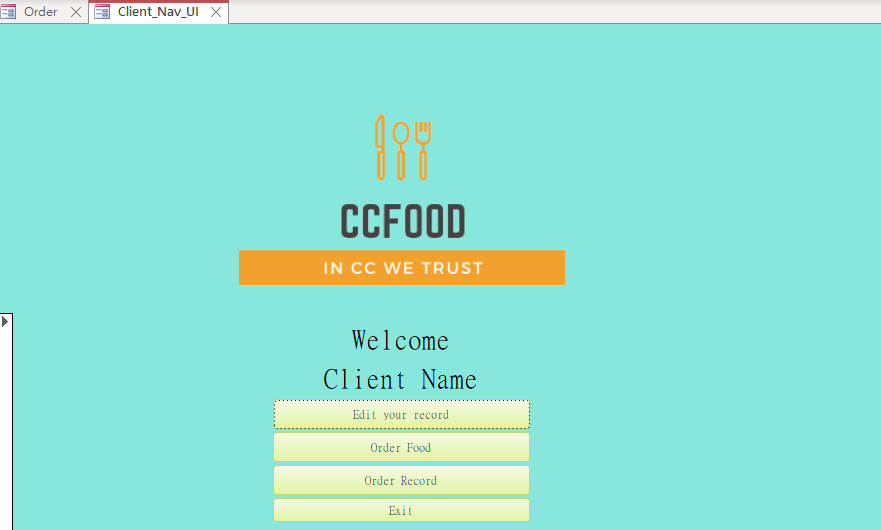 Order
Client_Nav_UI
CCFOOD
IN CC WE TRUST
Welcome
Client Name
Edit your record
Order Food
Order Record
Exit